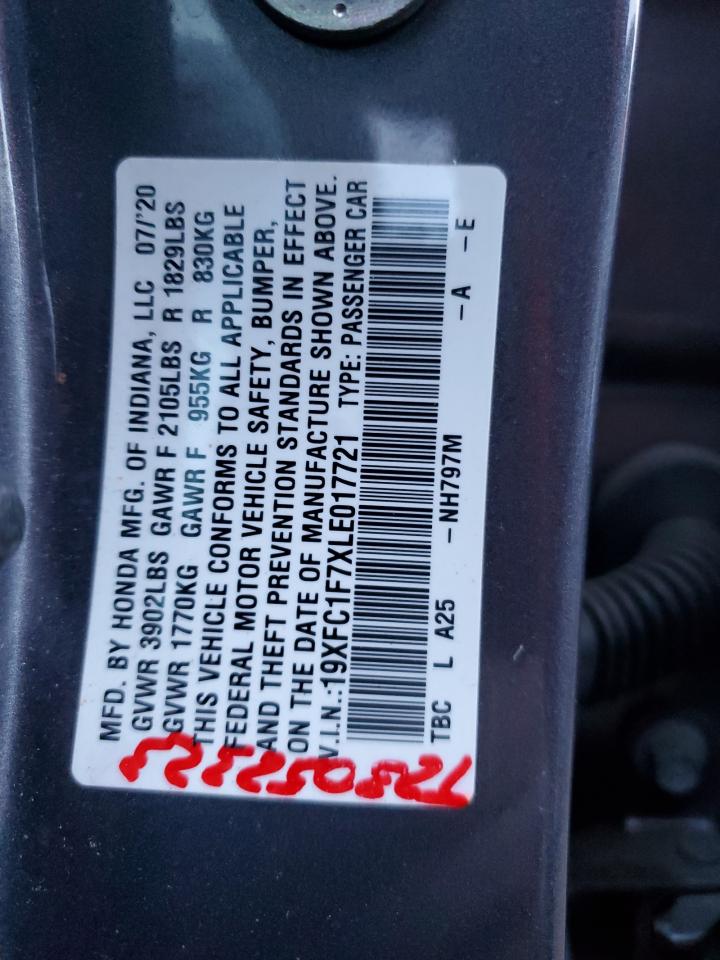 MFD. BY HONDA MFG. OF INDIANA, LLC 07/'20
GVWR 3902LBS GAWR F 2105LBS R 1829LBS
GVWR 1770KG GAWR F 955KG R 830KG
THIS VEHICLE CONFORMS TO ALL APPLICABLE
FEDERAL MOTOR VEHICLE SAFETY, BUMPER,
AND THEFT PREVENTION STANDARDS IN EFFECT
ON THE DATE OF MANUFACTURE SHOWN ABOVE.
V.I.N.:19XFC1F7XLE017721 TYPE: PASSENGER CAR
TBC L A25 -NH797M -A -E